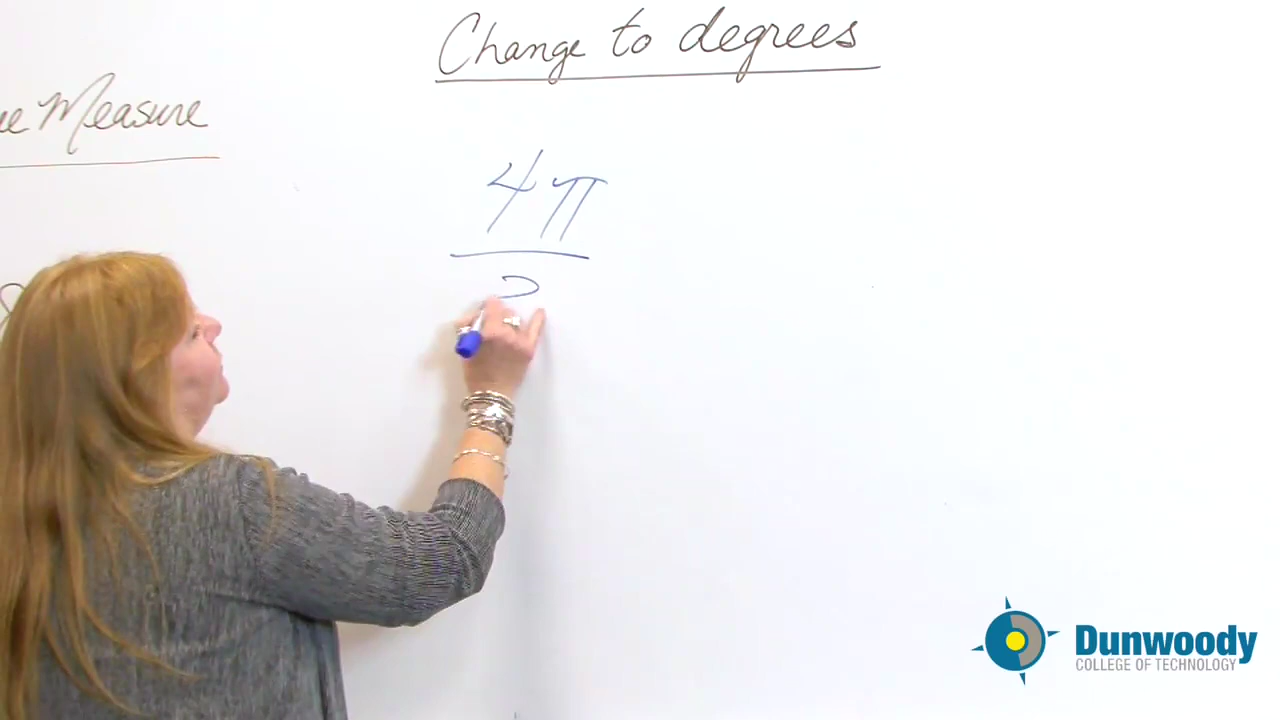 Change to degrees
Measure
4π
Dunwoody
COLLEGE OF TECHNOLOGY